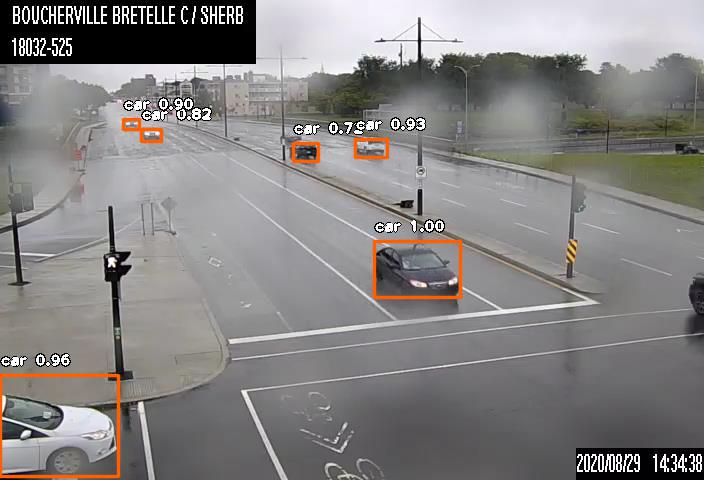 BOUCHERVILLE BRETELLE C / SHERB
18032-525
car 0.90
car 0.82
car 0.73
car 0.93
car 1.00
car 0.96
2020/08/29 14:34:38